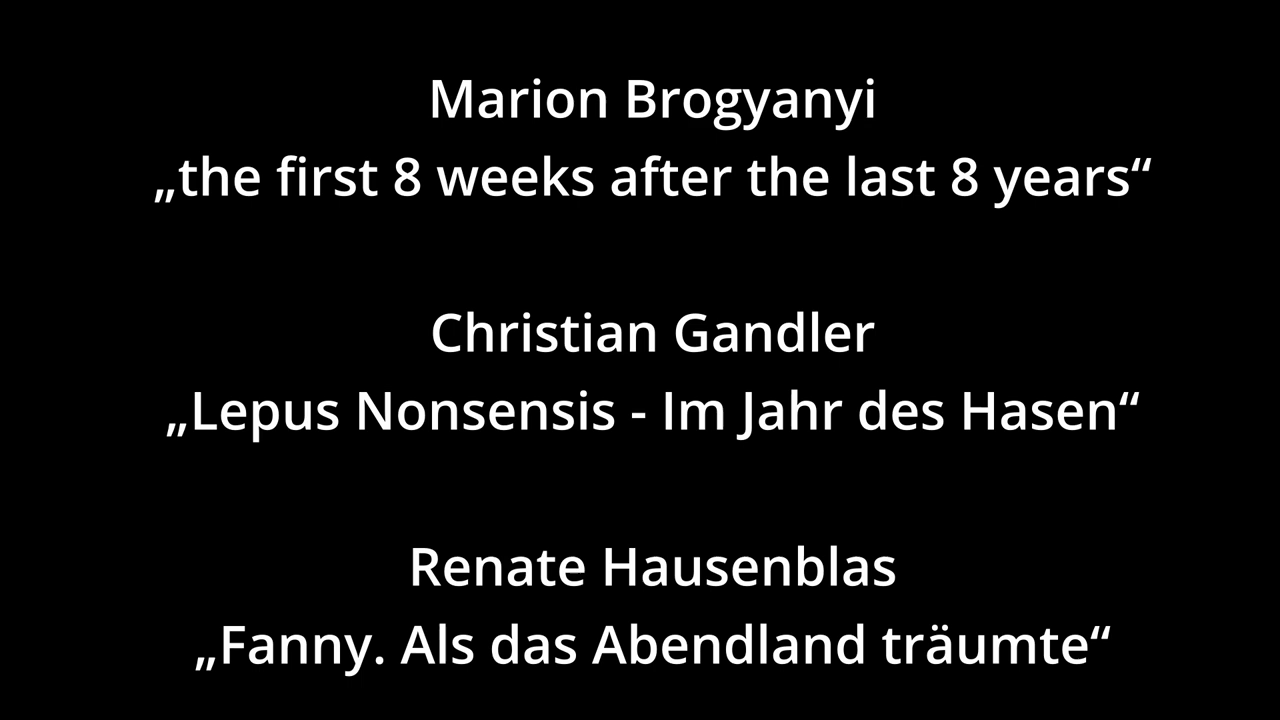 Marion Brogyanyi
„the first 8 weeks after the last 8 years“
Christian Gandler
„Lepus Nonsensis - Im Jahr des Hasen“
Renate Hausenblas
„Fanny. Als das Abendland träumte“